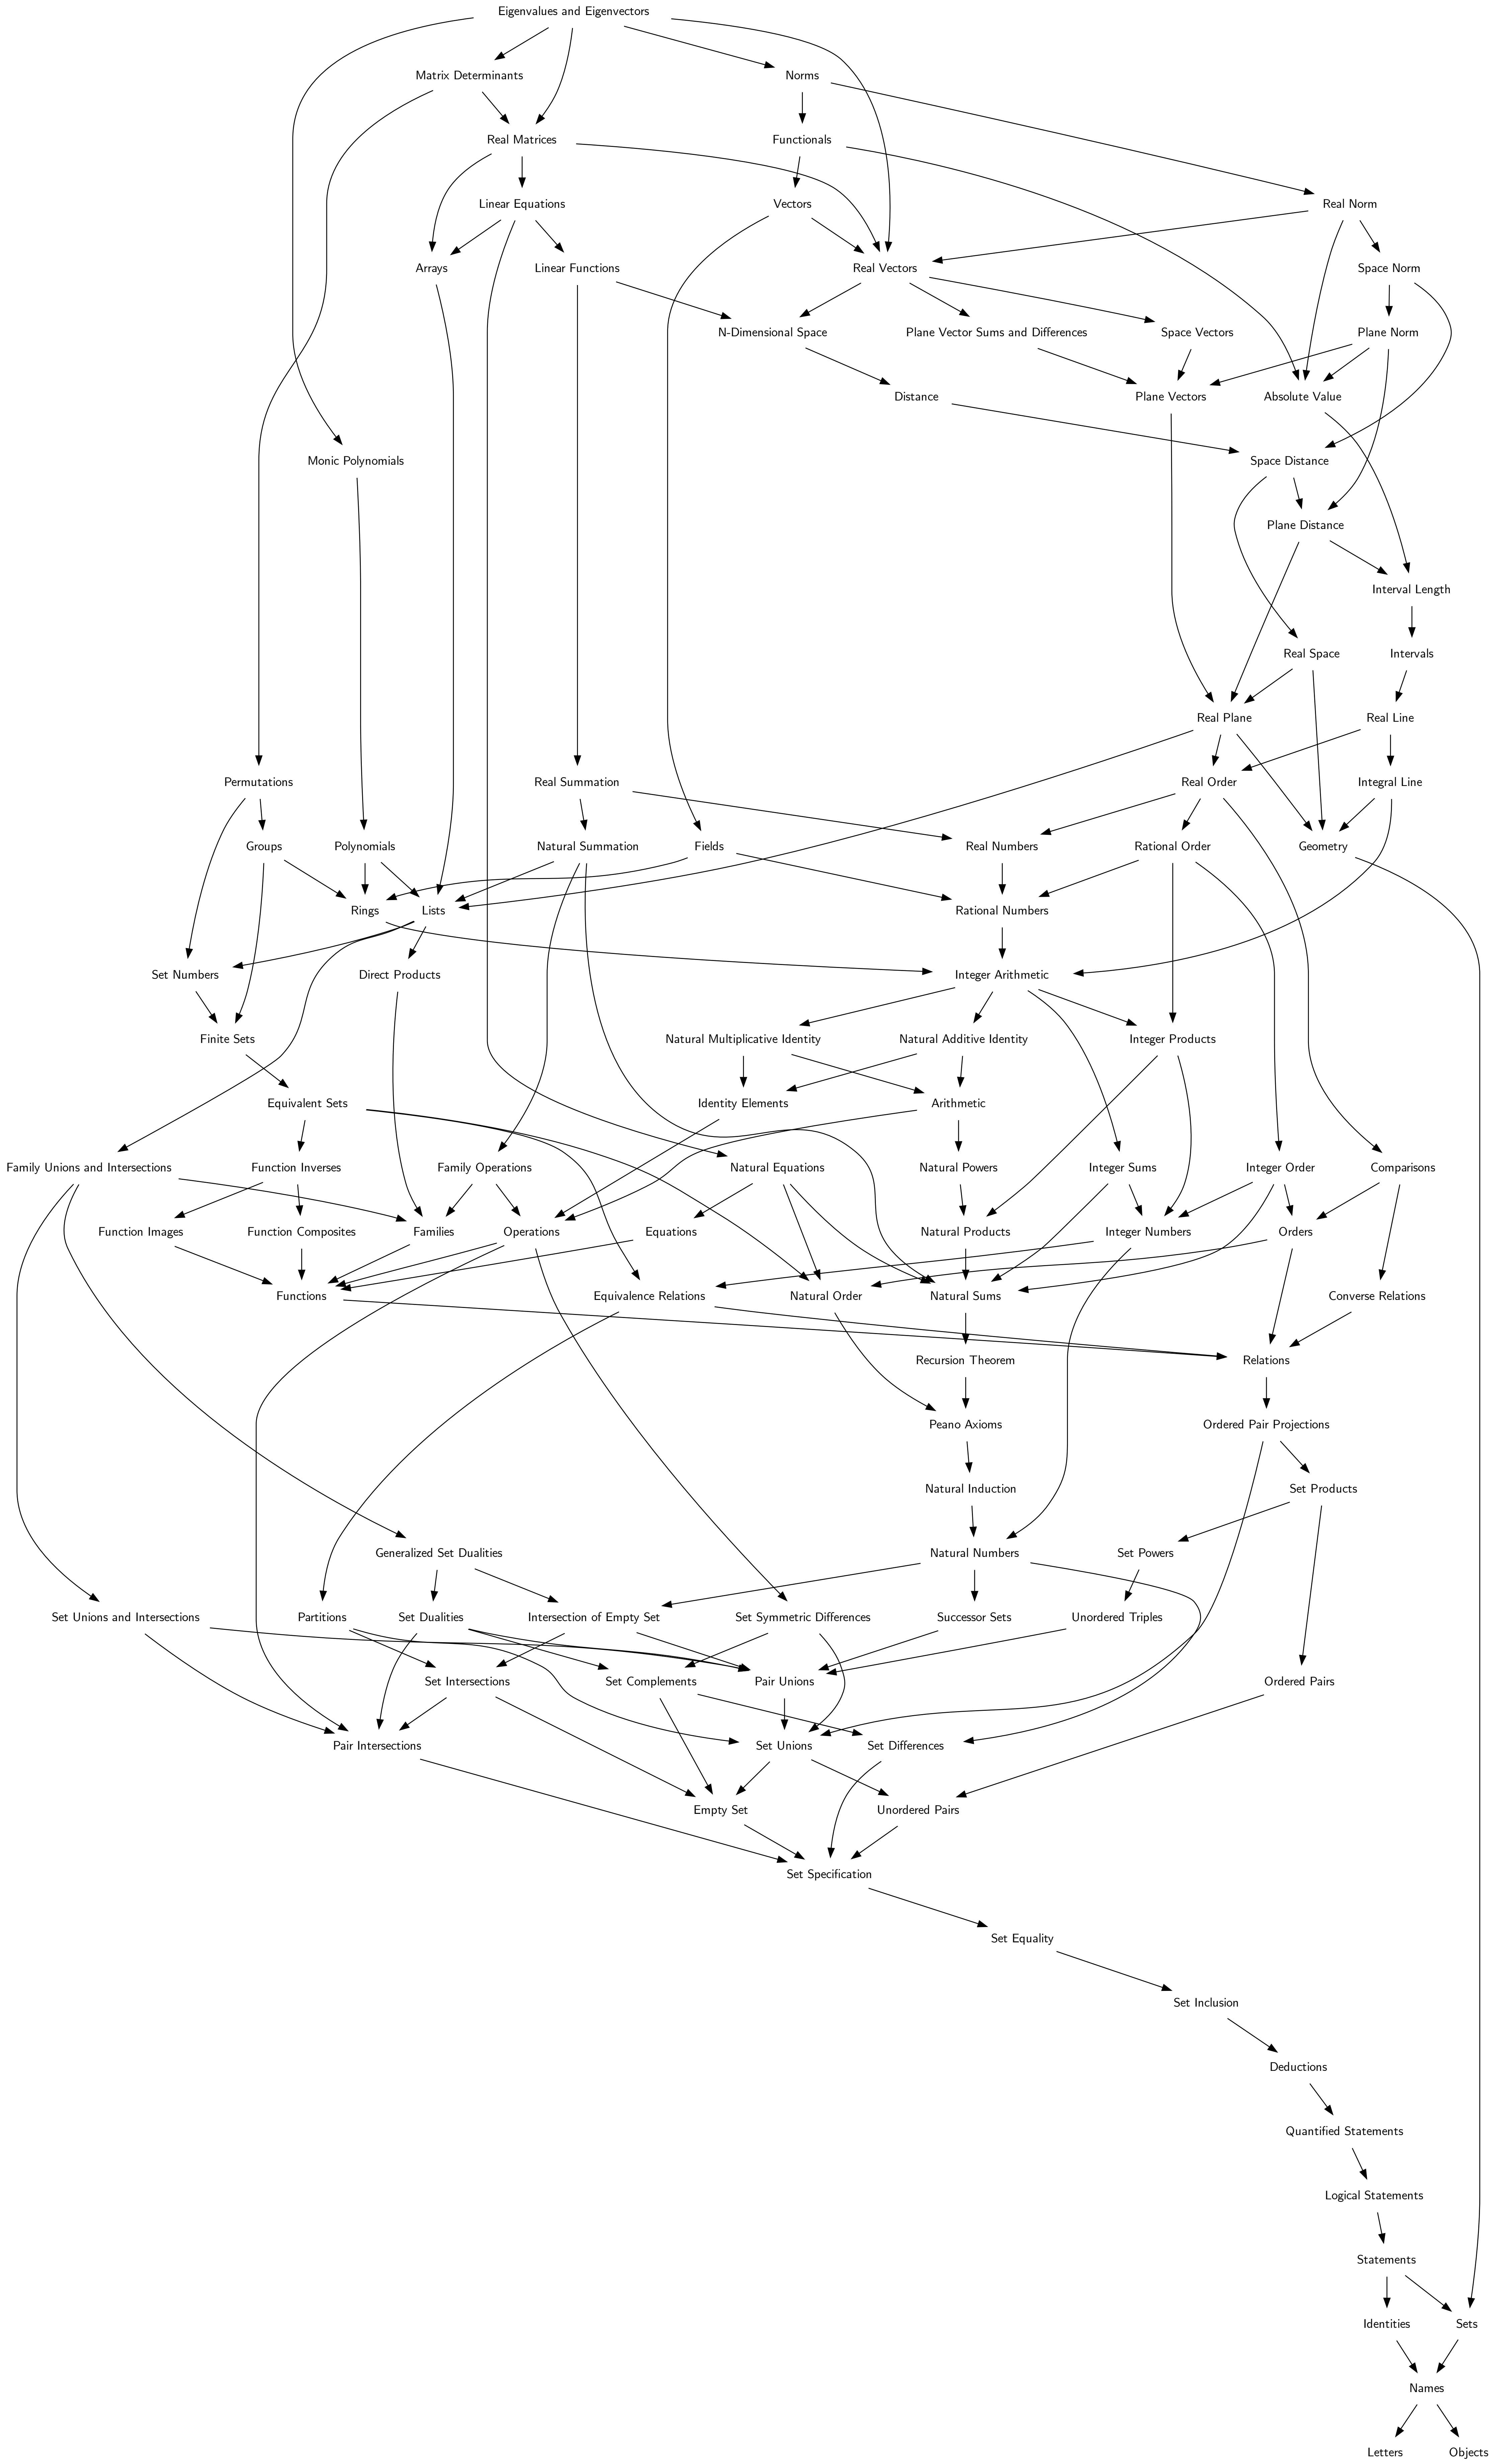 Eigenvalues and Eigenvectors
Matrix Determinants
Norms
Real Matrices
Functionals
Linear Equations
Vectors
Real Norm
Arrays
Linear Functions
Real Vectors
Space Norm
N-Dimensional Space
Plane Vector Sums and Differences
Space Vectors
Plane Norm
Distance
Plane Vectors
Absolute Value
Monic Polynomials
Space Distance
Plane Distance
Interval Length
Real Space
Intervals
Real Plane
Real Line
Permutations
Real Summation
Real Order
Integral Line
Groups
Polynomials
Natural Summation
Fields
Real Numbers
Rational Order
Geometry
Rings
Lists
Rational Numbers
Set Numbers
Direct Products
Integer Arithmetic
Finite Sets
Natural Multiplicative Identity
Natural Additive Identity
Integer Products
Equivalent Sets
Identity Elements
Arithmetic
Family Unions and Intersections
Function Inverses
Family Operations
Natural Equations
Natural Powers
Integer Sums
Integer Order
Comparisons
Function Images
Function Composites
Families
Operations
Equations
Natural Products
Integer Numbers
Orders
Functions
Equivalence Relations
Natural Order
Natural Sums
Converse Relations
Recursion Theorem
Relations
Peano Axioms
Ordered Pair Projections
Natural Induction
Set Products
Generalized Set Dualities
Natural Numbers
Set Powers
Set Unions and Intersections
Partitions
Set Dualities
Intersection of Empty Set
Set Symmetric Differences
Successor Sets
Unordered Triples
Set Intersections
Set Complements
Pair Unions
Ordered Pairs
Pair Intersections
Set Unions
Set Differences
Empty Set
Unordered Pairs
Set Specification
Set Equality
Set Inclusion
Deductions
Quantified Statements
Logical Statements
Statements
Identities
Sets
Names
Letters
Objects